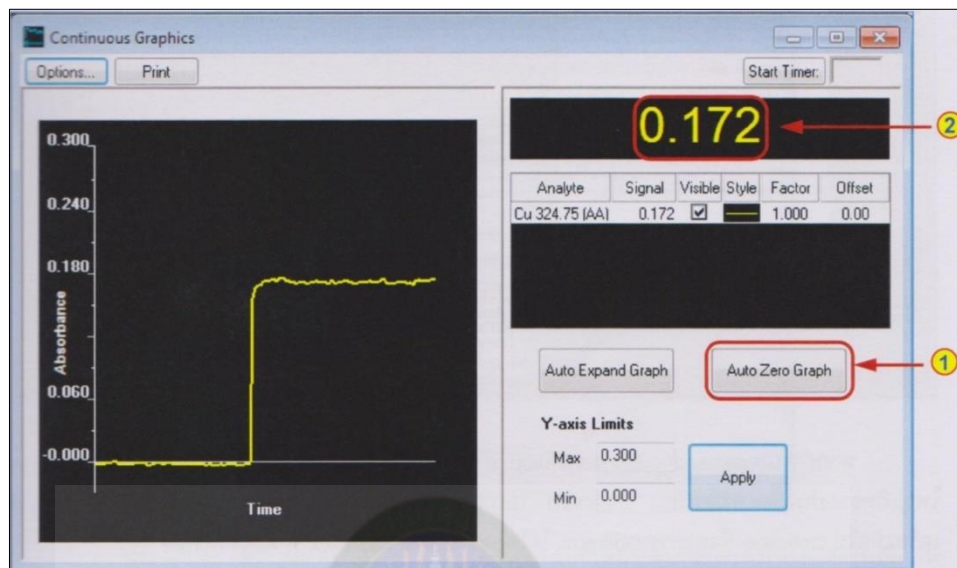 Continuous Graphics
Options... Print Start Timer:
0.172
2
Analyte Signal Visible Style Factor Offset
Cu 324.75 (AA) 0.172 1.000 0.00
0.300
0.240
0.180
Absorbance
0.060
-0.000
Time
Auto Expand Graph Auto Zero Graph
1
Y-axis Limits
Max 0.300
Min 0.000
Apply